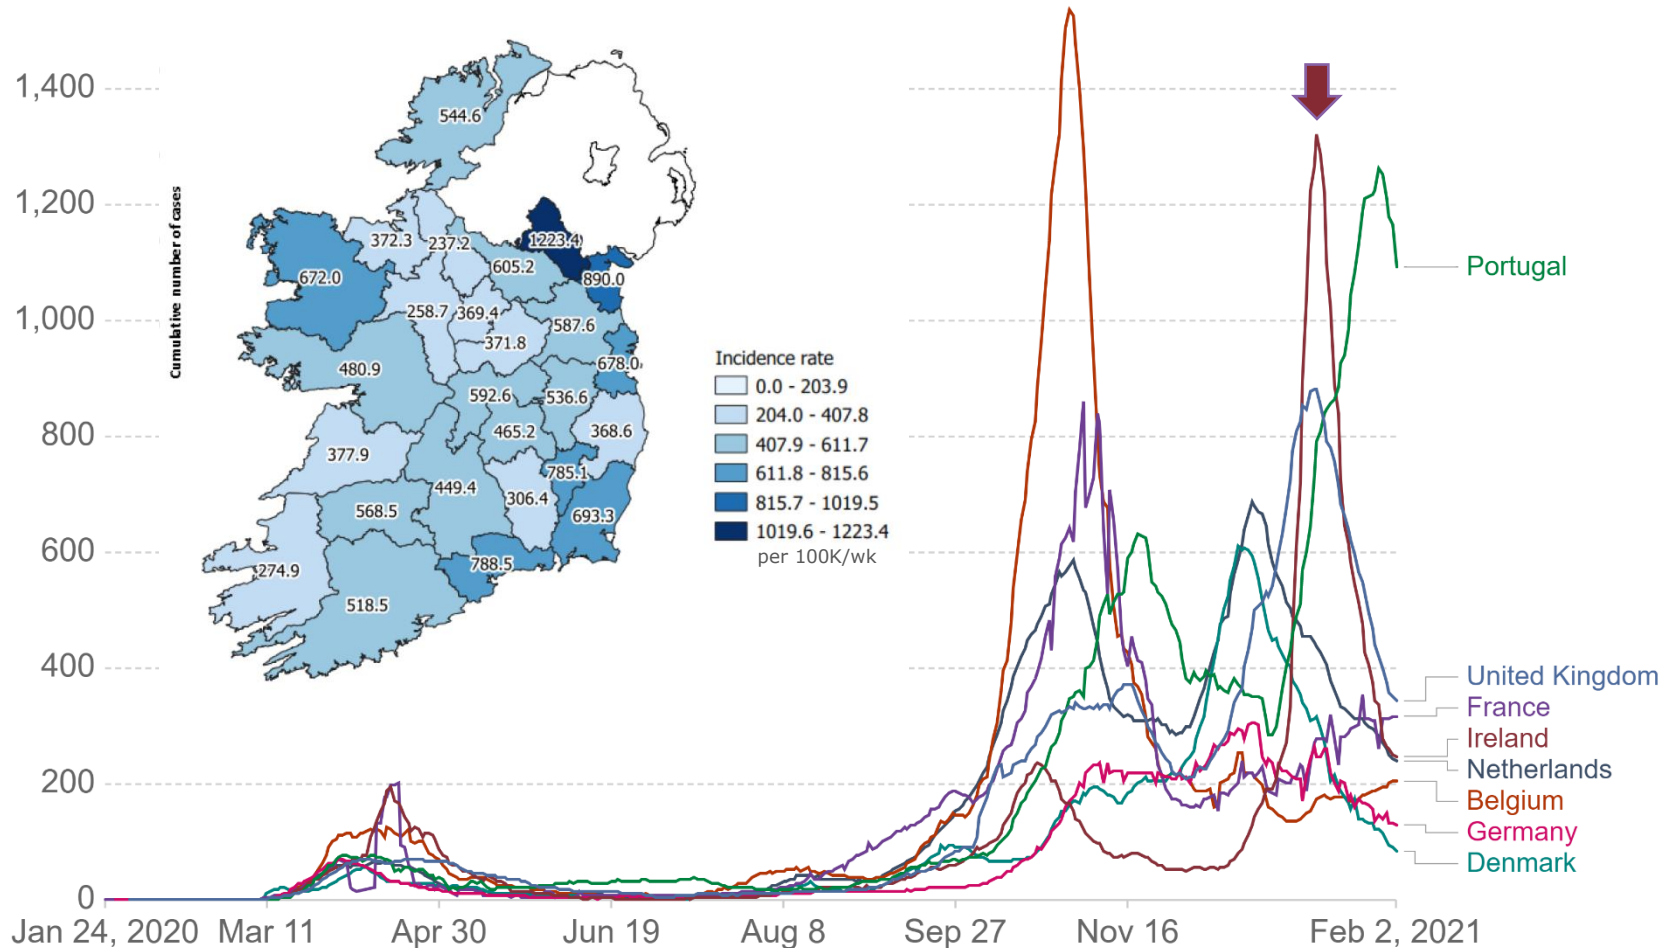 1,400
1,200
1,000
800
600
400
200
0
Cumulative number of cases
544.6
372.3
237.2
1223.4
605.2
890.0
672.0
258.7
369.4
587.6
371.8
678.0
480.9
592.6
536.6
465.2
368.6
377.9
785.1
449.4
306.4
568.5
693.3
788.5
274.9
518.5
Incidence rate
0.0 - 203.9
204.0 - 407.8
407.9 - 611.7
611.8 - 815.6
815.7 - 1019.5
1019.6 - 1223.4
per 100K/wk
Portugal
United Kingdom
France
Ireland
Netherlands
Belgium
Germany
Denmark
Jan 24, 2020
Mar 11
Apr 30
Jun 19
Aug 8
Sep 27
Nov 16
Feb 2, 2021